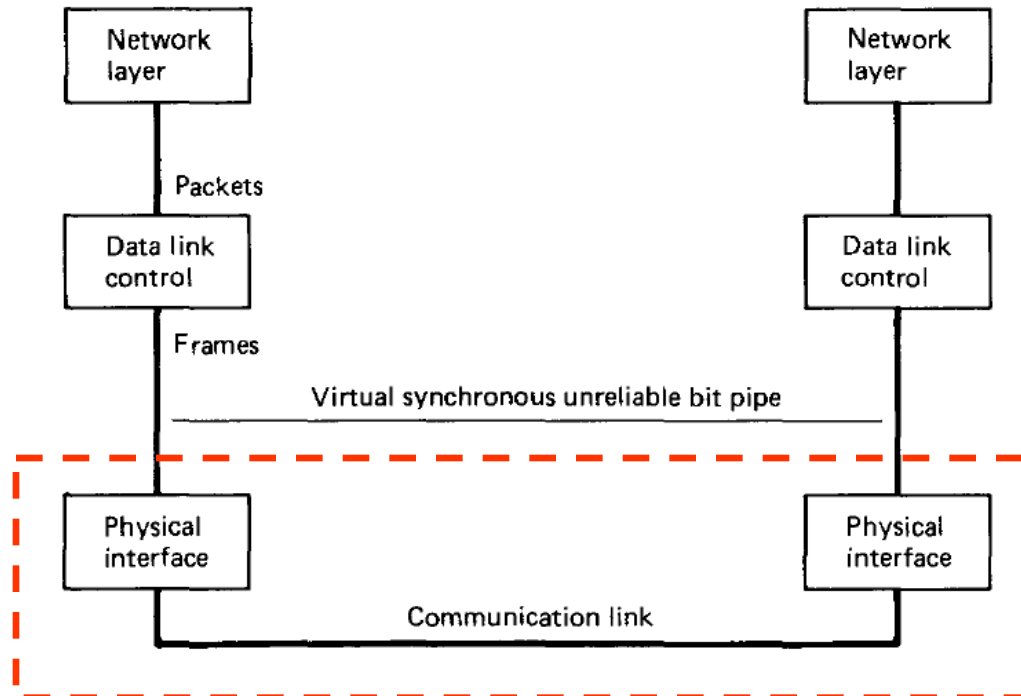 Network
layer
Network
layer
Packets
Data link
control
Data link
control
Frames
Virtual synchronous unreliable bit pipe
Physical
interface
Physical
interface
Communication link